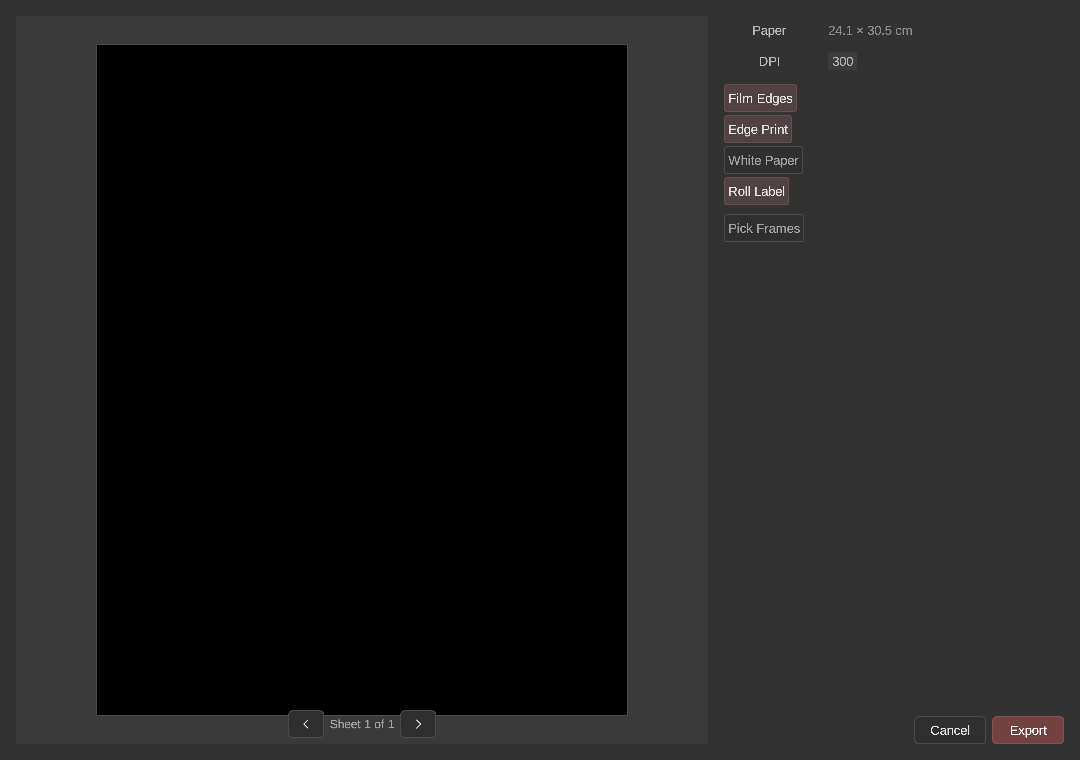 Paper 24.1 × 30.5 cm
DPI 300
Film Edges
Edge Print
White Paper
Roll Label
Pick Frames
Sheet 1 of 1
Cancel Export